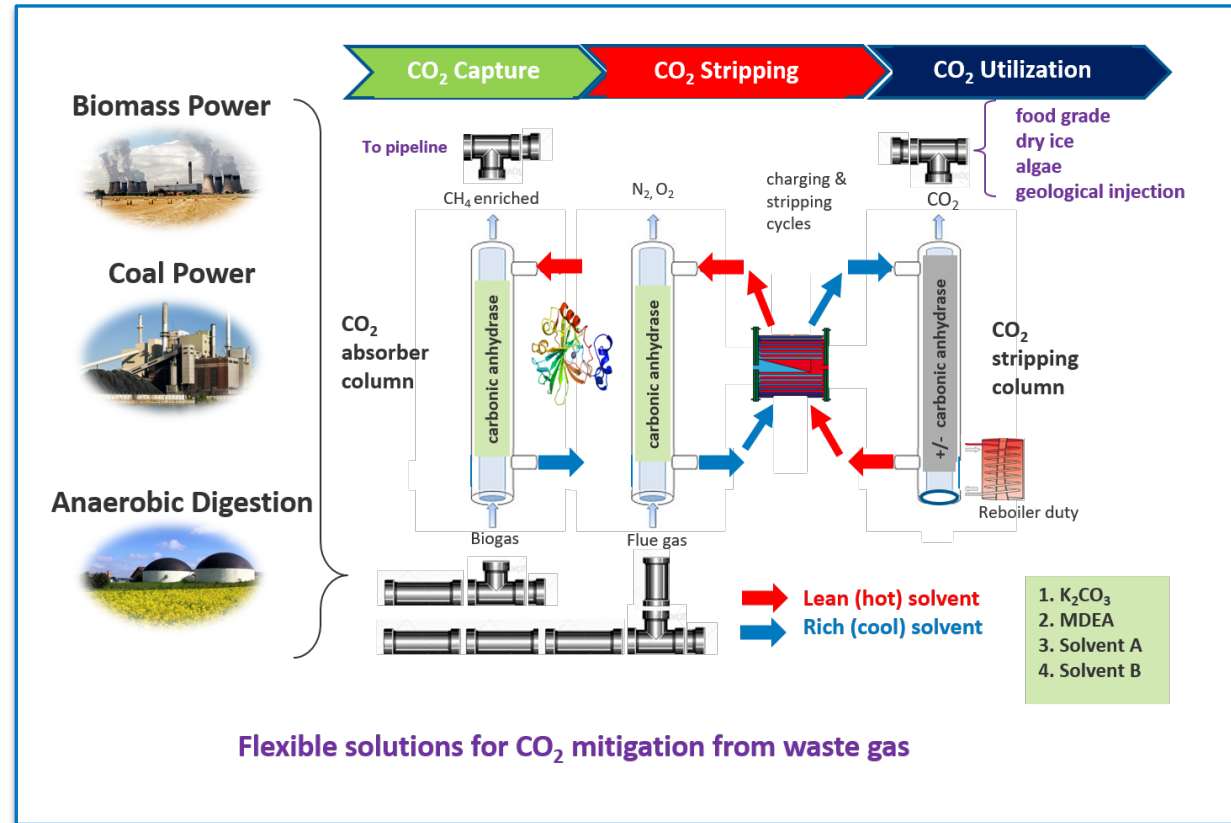 CO₂ Capture
CO₂ Stripping
CO₂ Utilization
Biomass Power
Coal Power
Anaerobic Digestion
To pipeline
CH₄ enriched
N₂, O₂
charging &
stripping
cycles
CO₂
food grade
dry ice
algae
geological injection
CO₂
absorber
column
carbonic anhydrase
carbonic anhydrase
+/- carbonic anhydrase
CO₂
stripping
column
Reboiler duty
Biogas
Flue gas
Lean (hot) solvent
Rich (cool) solvent
1. K₂CO₃
2. MDEA
3. Solvent A
4. Solvent B
Flexible solutions for CO₂ mitigation from waste gas